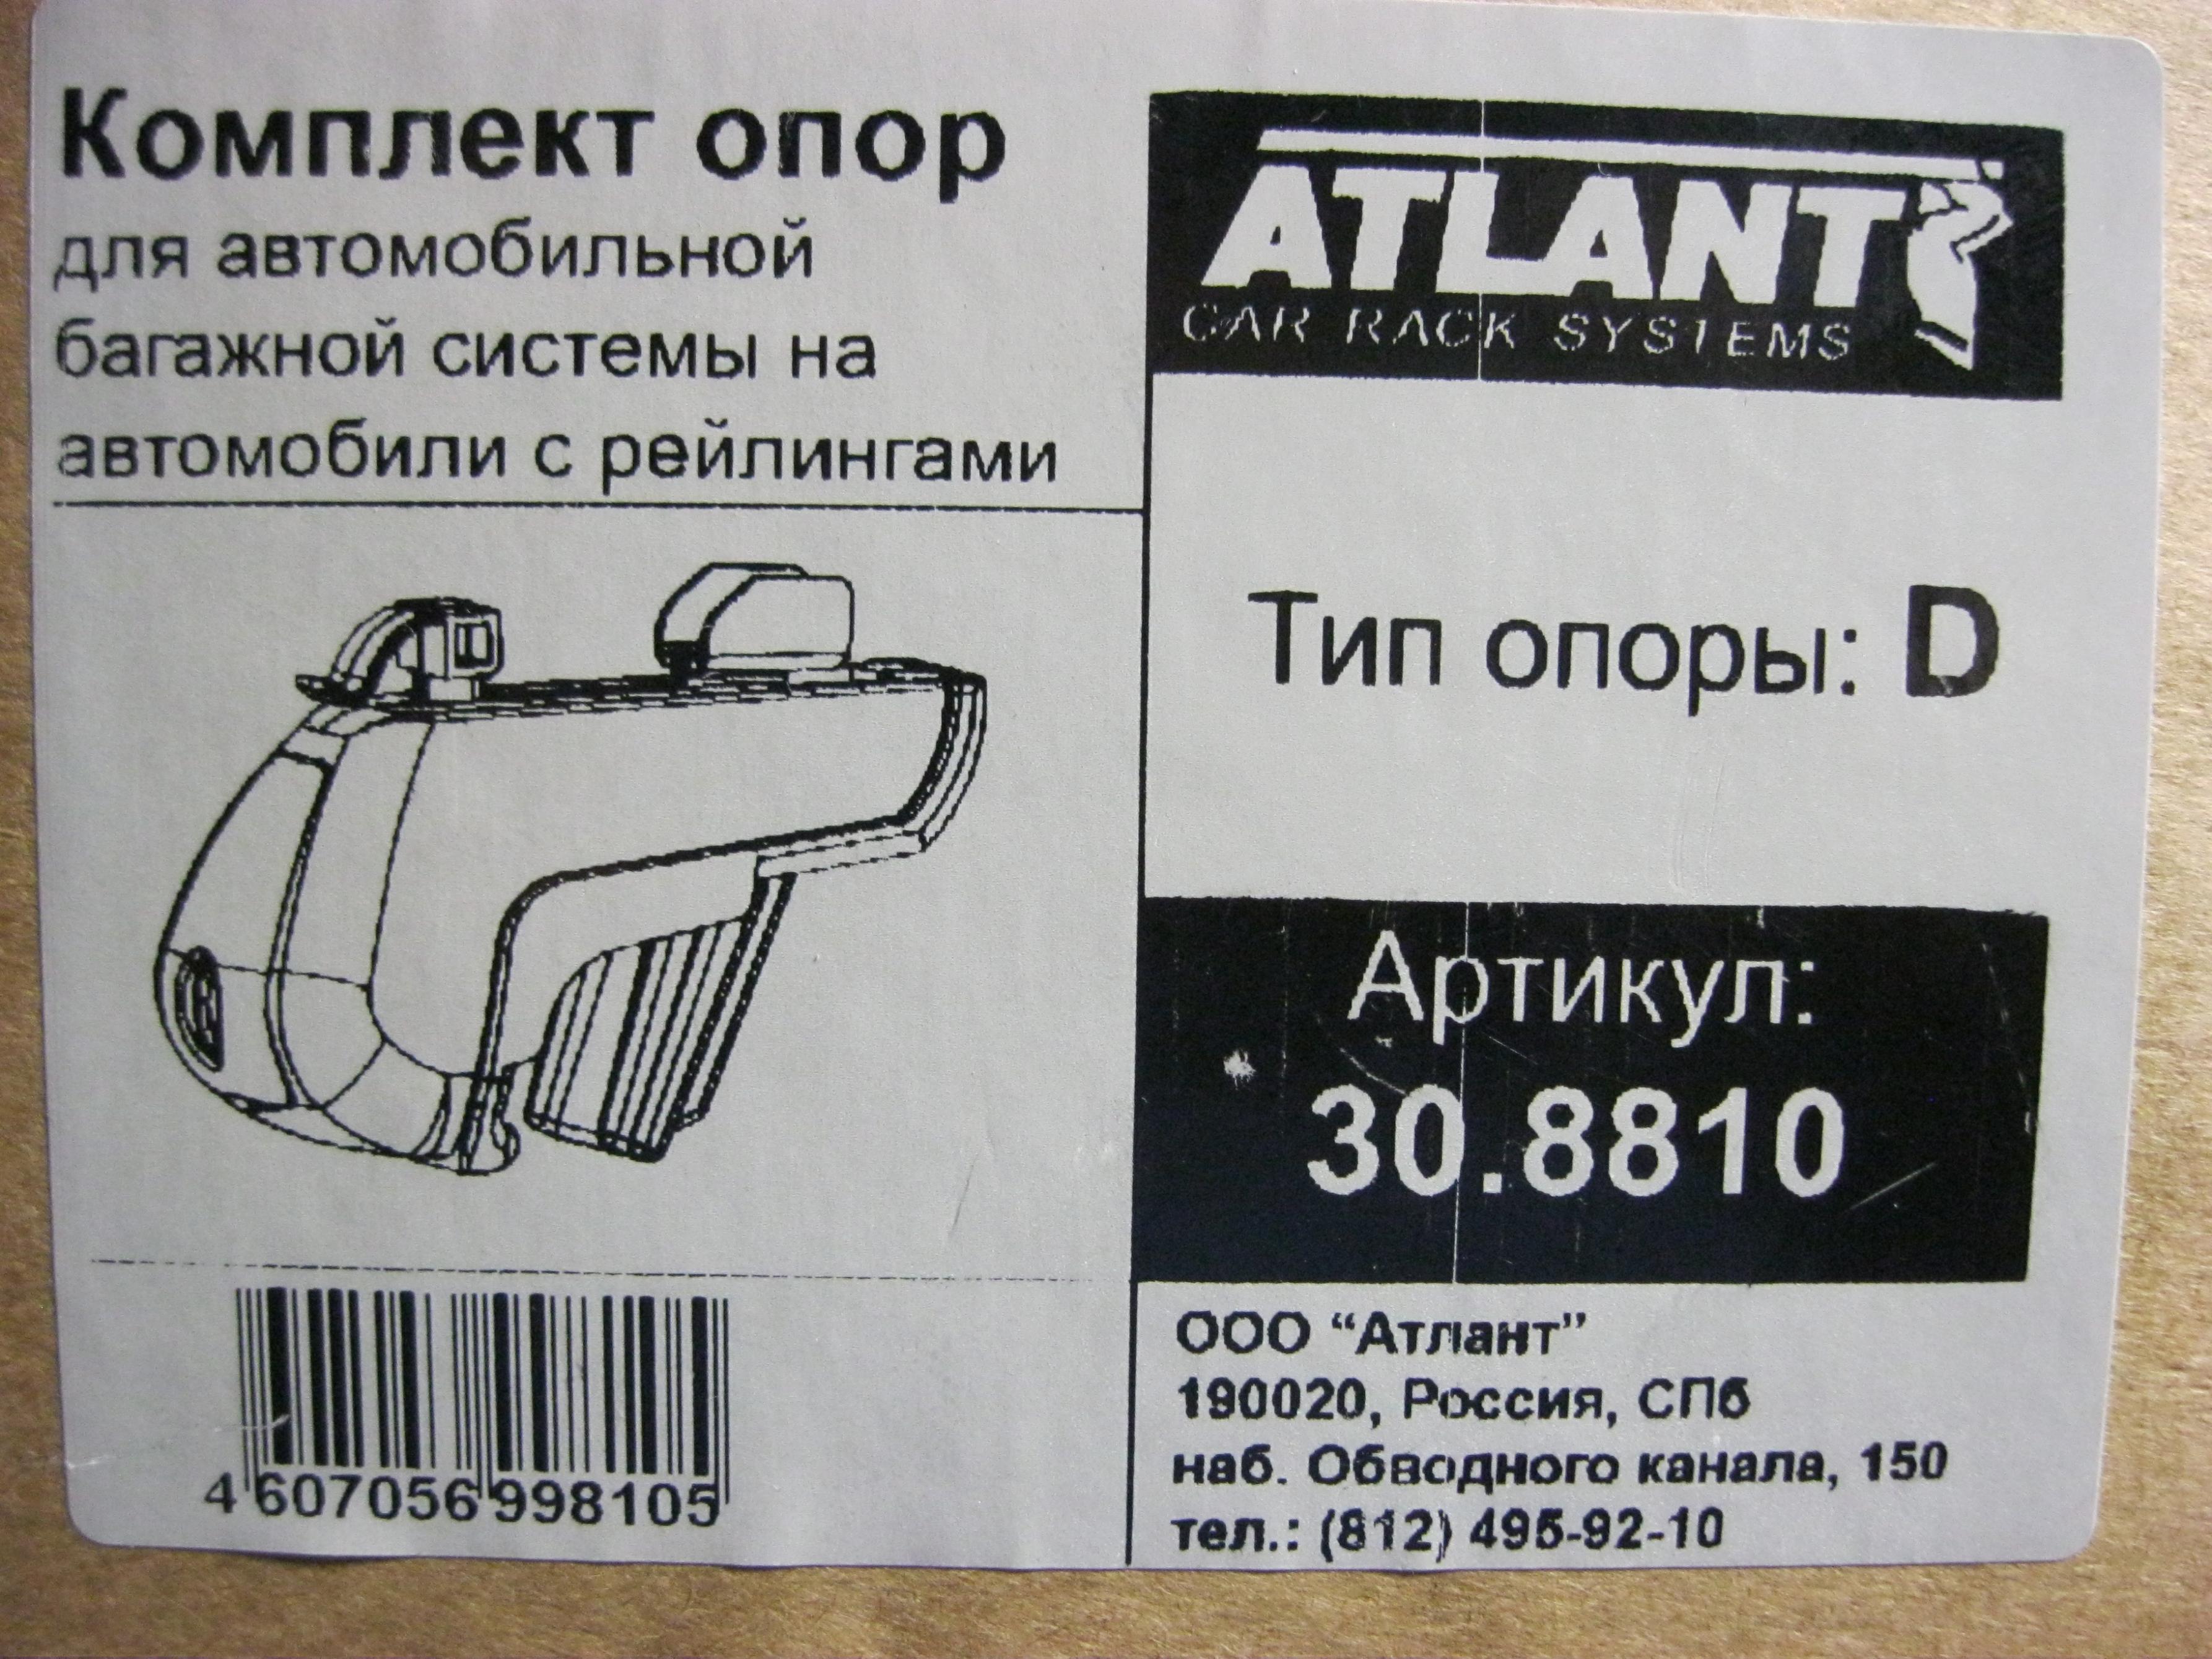 Комплект опор
для автомобильной
багажной системы на
автомобили с рейлингами
ATLANT
CAR RACK SYSTEMS
Тип опоры: D
Артикул:
30.8810
4 607056 998105
ООО “Атлант”
190020, Россия, СПб
наб. Обводного канала, 150
тел.: (812) 495-92-10